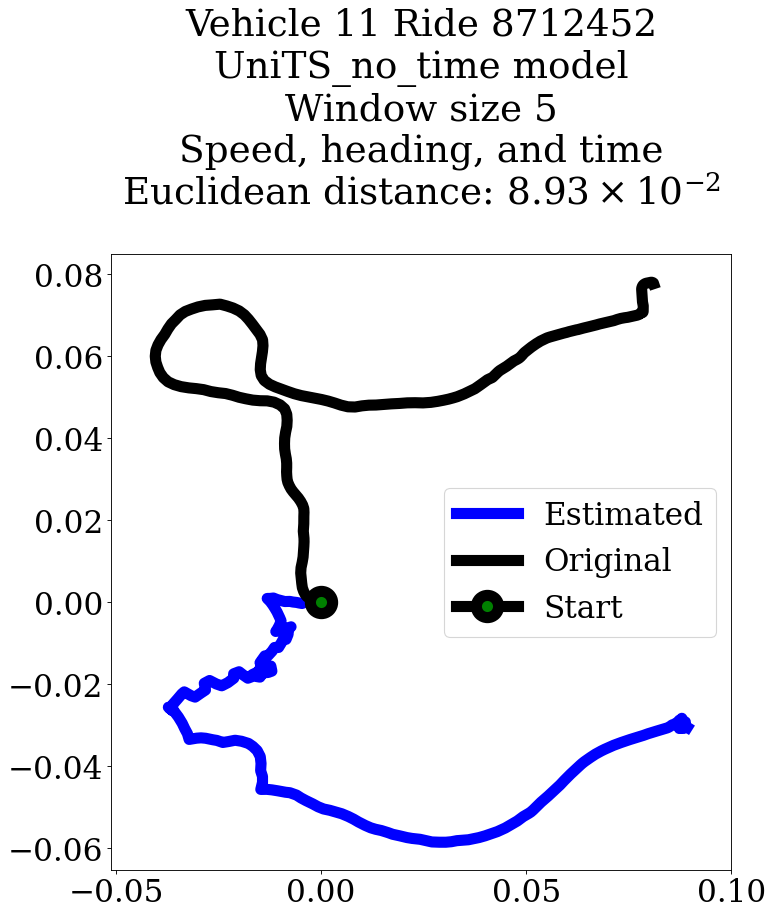 Vehicle 11 Ride 8712452
UniTS_no_time model
Window size 5
Speed, heading, and time
Euclidean distance: 8.93 × 10⁻²
0.08
0.06
0.04
0.02
0.00
−0.02
−0.04
−0.06
Estimated
Original
Start
−0.05 0.00 0.05 0.10